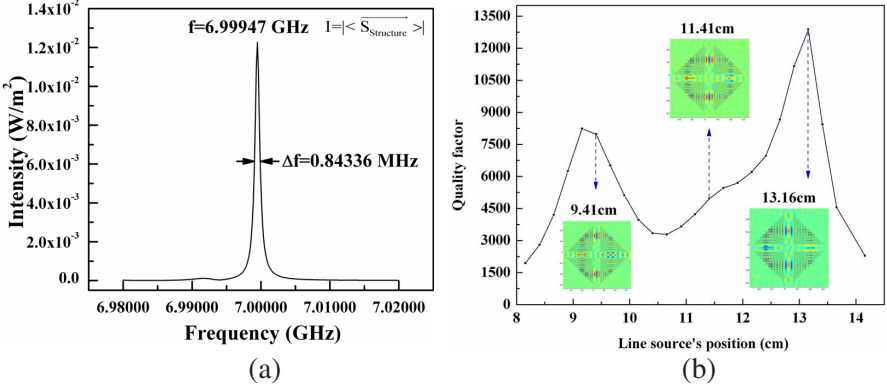 f=6.99947 GHz
I=|< S_Structure >|
Δf=0.84336 MHz
Intensity (W/m²)
1.4x10⁻²
1.2x10⁻²
1.0x10⁻²
8.0x10⁻³
6.0x10⁻³
4.0x10⁻³
2.0x10⁻³
0.0
6.98000 6.99000 7.00000 7.01000 7.02000
Frequency (GHz)
(a)
Quality factor
13500
12000
10500
9000
7500
6000
4500
3000
1500
11.41cm
9.41cm
13.16cm
8 9 10 11 12 13 14
Line source's position (cm)
(b)